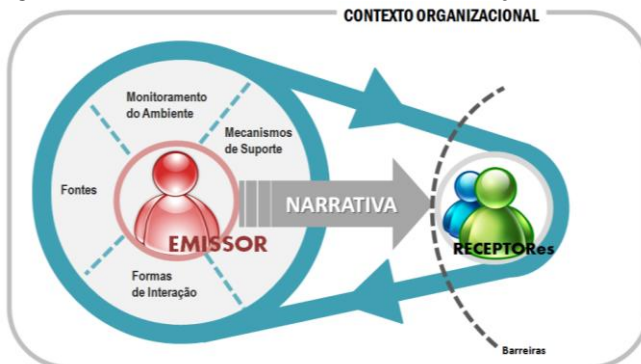 CONTEXTO ORGANIZACIONAL
Monitoramento
do Ambiente
Mecanismos
de Suporte
Fontes
NARRATIVA
EMISSOR
RECEPTORes
Formas
de Interação
Barreiras